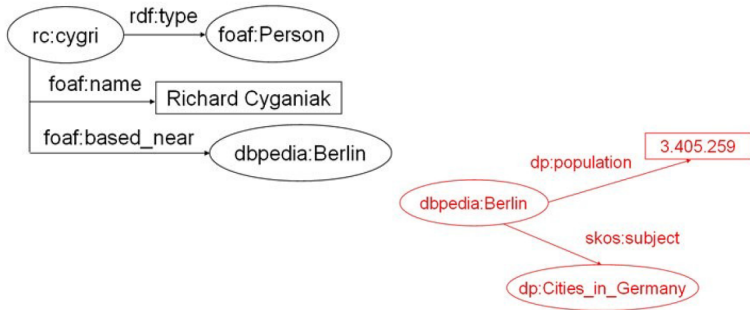 rdf:type
rc:cygri
foaf:Person
foaf:name
Richard Cyganiak
foaf:based_near
dbpedia:Berlin
3.405.259
dp:population
dbpedia:Berlin
skos:subject
dp:Cities_in_Germany